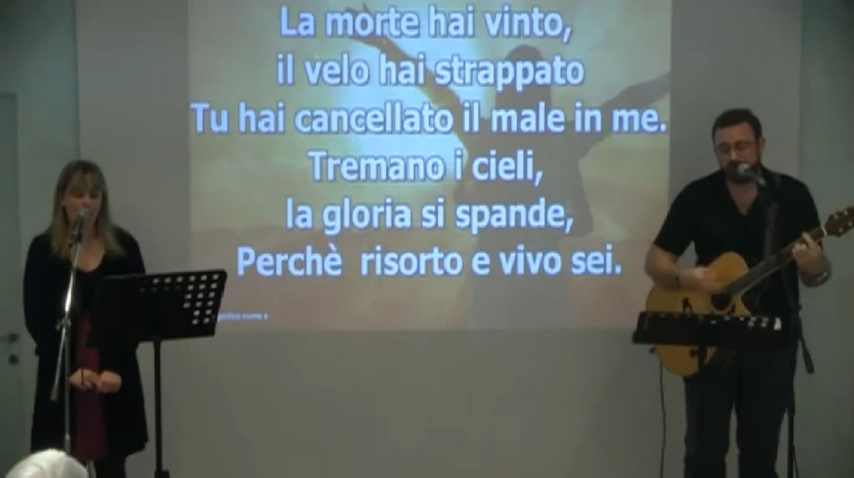 La morte hai vinto,
il velo hai strappato
Tu hai cancellato il male in me.
Tremano i cieli,
la gloria si spande,
Perchè risorto e vivo sei.